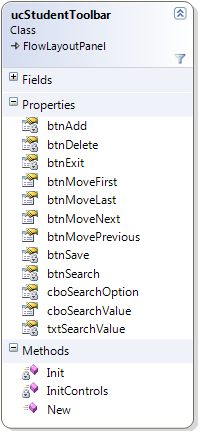 ucStudentToolbar
Class
FlowLayoutPanel
Fields
Properties
btnAdd
btnDelete
btnExit
btnMoveFirst
btnMoveLast
btnMoveNext
btnMovePrevious
btnSave
btnSearch
cboSearchOption
cboSearchValue
txtSearchValue
Methods
Init
InitControls
New